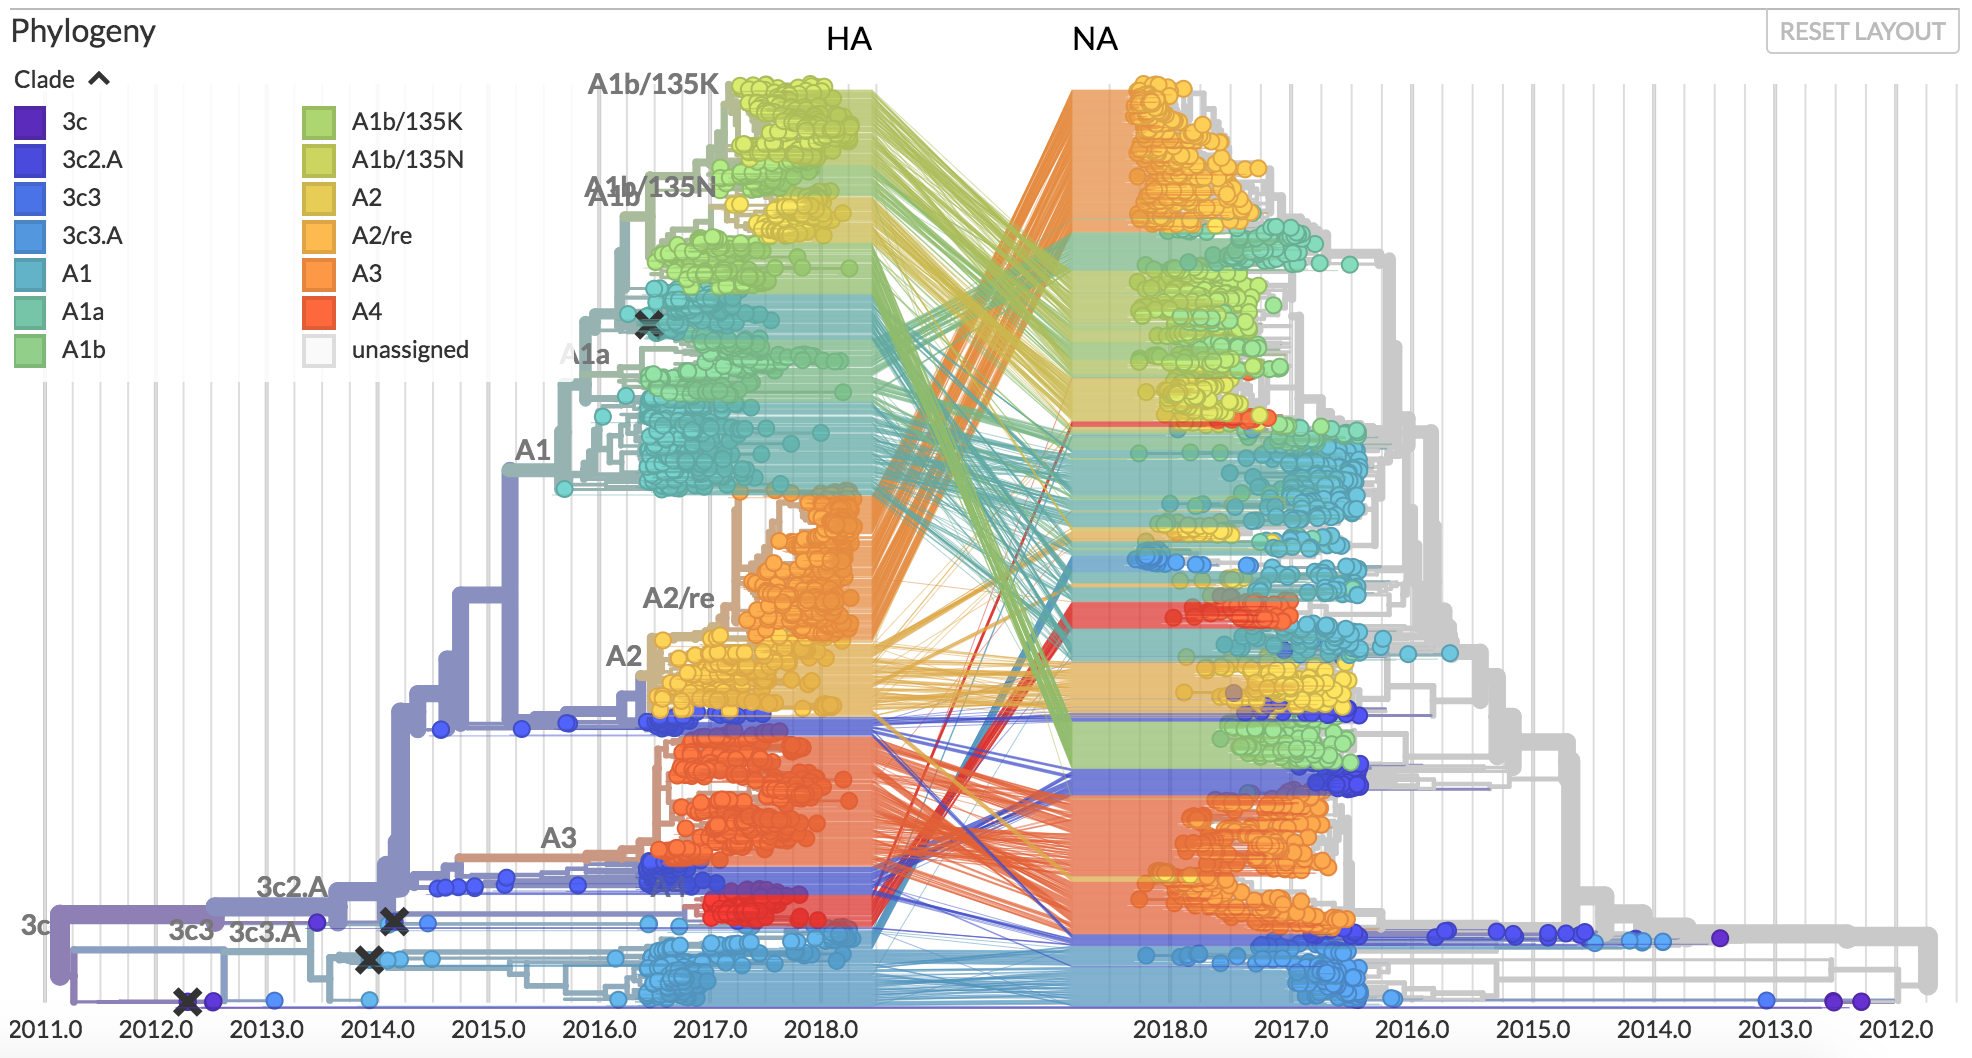 Phylogeny
HA
NA
RESET LAYOUT
Clade
3c
3c2.A
3c3
3c3.A
A1
A1a
A1b
A1b/135K
A1b/135N
A2
A2/re
A3
A4
unassigned
A1b/135K
A1b/135N
A1b
A1a
A1
A2/re
A2
A3
3c2.A
3c
3c3
3c3.A
2011.0 2012.0 2013.0 2014.0 2015.0 2016.0 2017.0 2018.0
2018.0 2017.0 2016.0 2015.0 2014.0 2013.0 2012.0